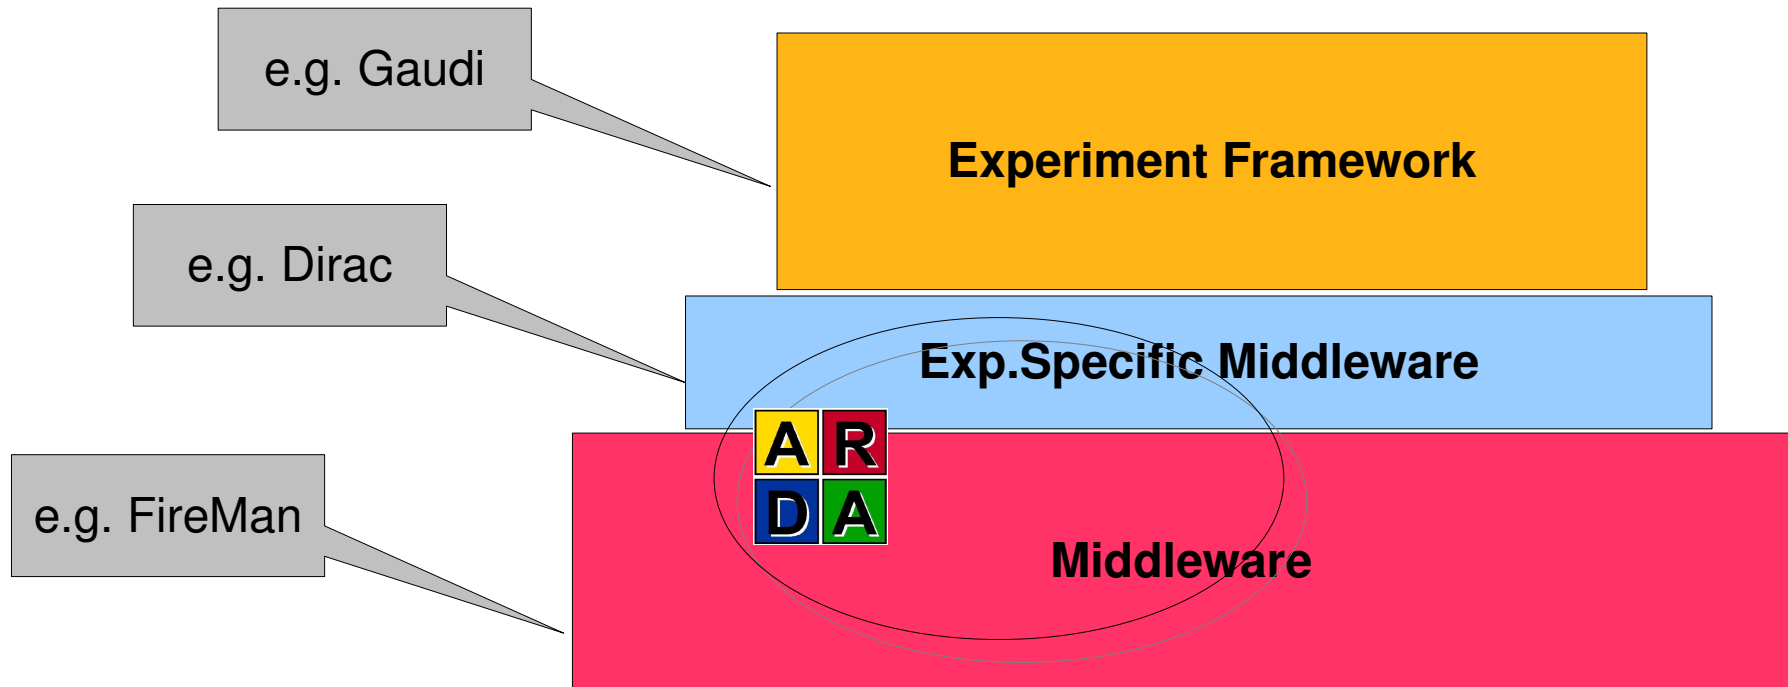 e.g. Gaudi
Experiment Framework
e.g. Dirac
Exp.Specific Middleware
A R
D A
e.g. FireMan
Middleware